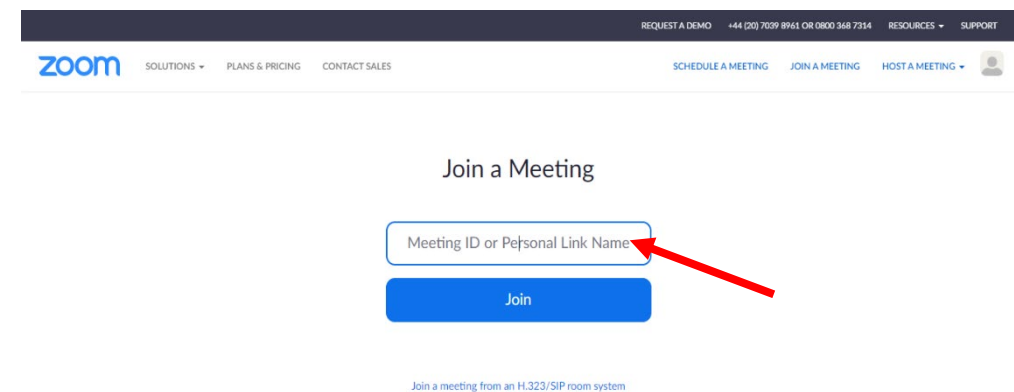 REQUEST A DEMO +44 (20) 7039 8961 OR 0800 368 7314 RESOURCES SUPPORT
zoom SOLUTIONS PLANS & PRICING CONTACT SALES SCHEDULE A MEETING JOIN A MEETING HOST A MEETING
Join a Meeting
Meeting ID or Personal Link Name
Join
Join a meeting from an H.323/SIP room system